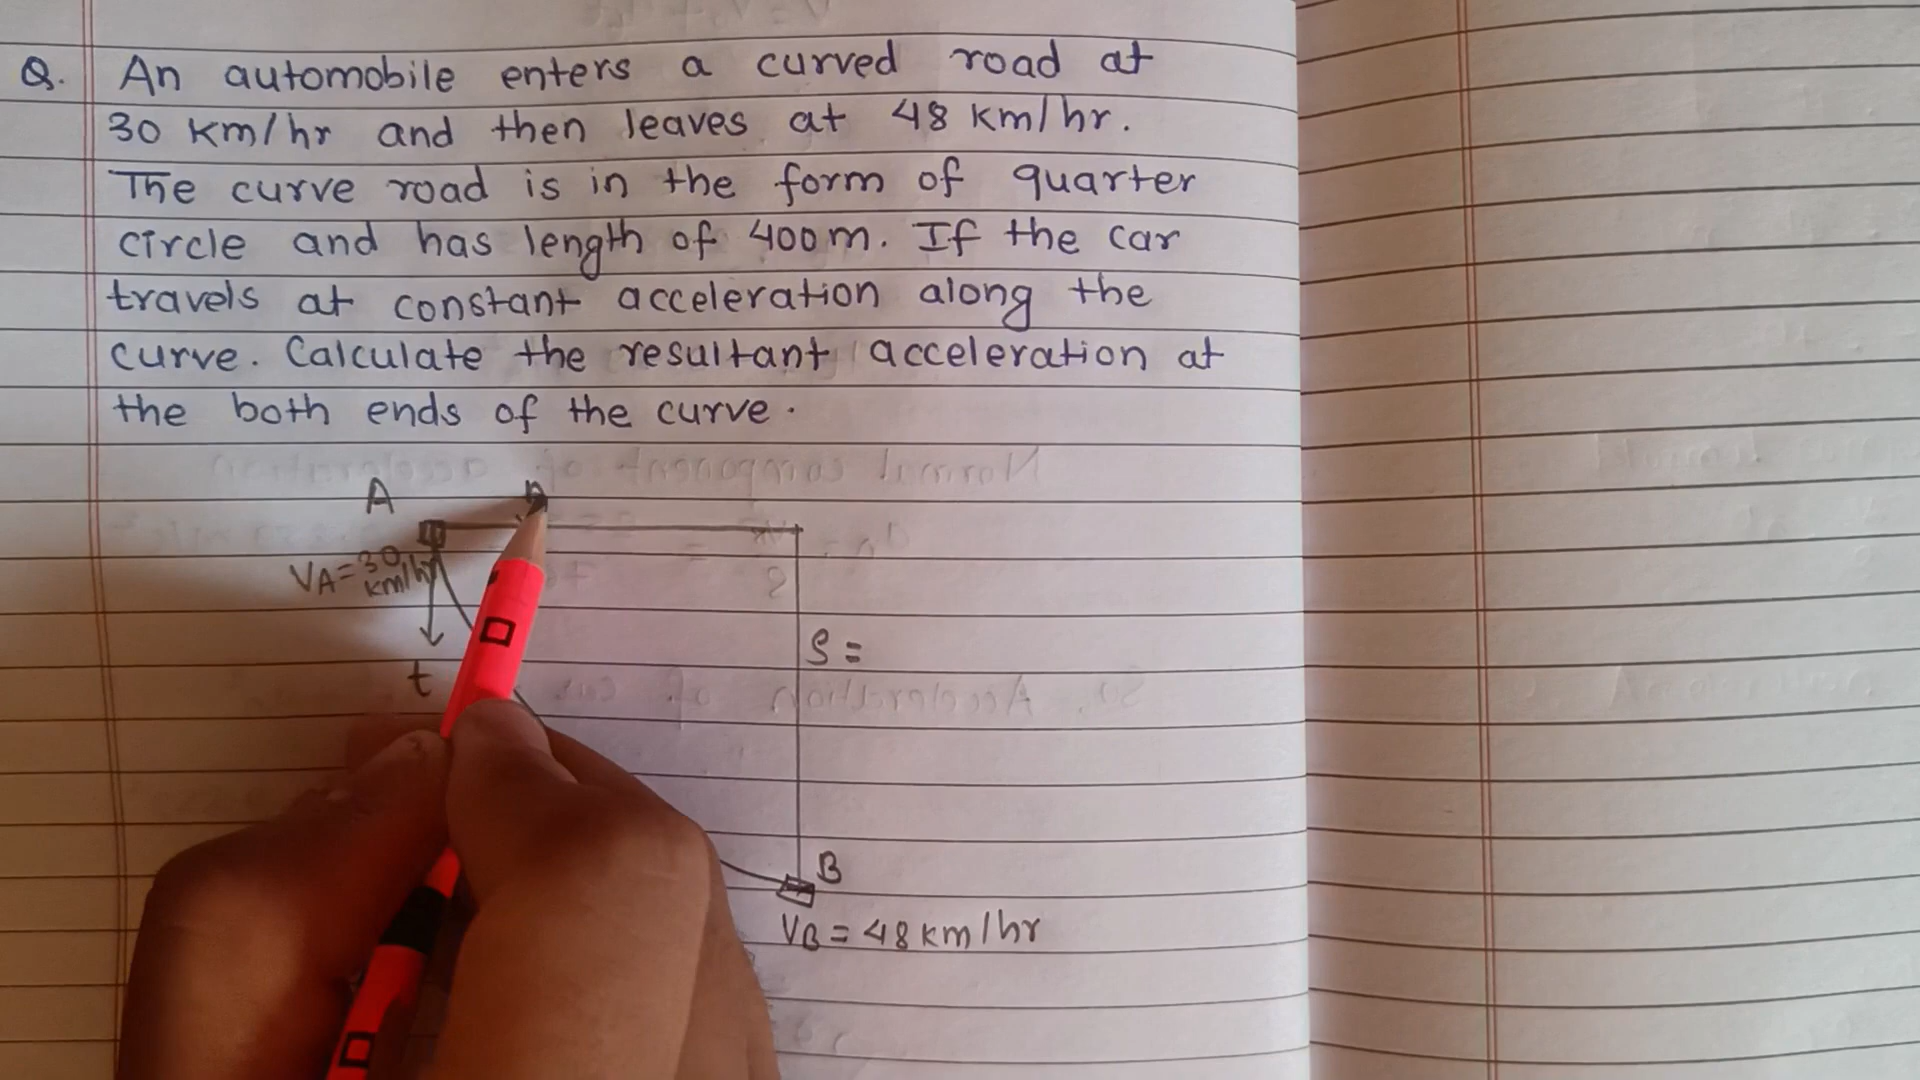 Q. An automobile enters a curved road at
30 km/hr and then leaves at 48 km/hr.
The curve road is in the form of quarter
circle and has length of 400m. If the car
travels at constant acceleration along the
curve. Calculate the resultant acceleration at
the both ends of the curve.
A
VA=30 km/hr
t
S =
B
VB = 48 km/hr